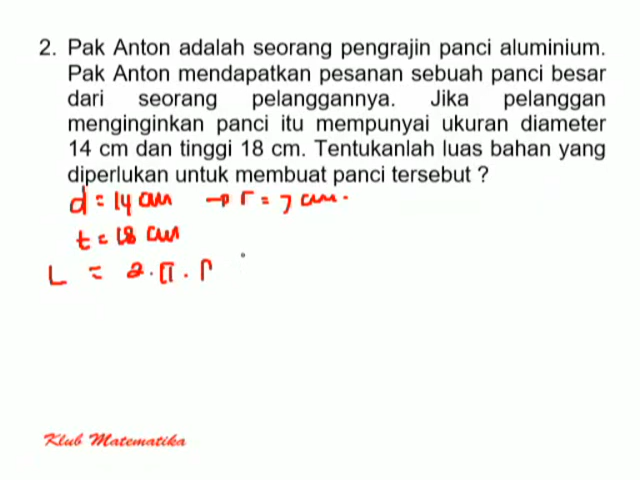 2. Pak Anton adalah seorang pengrajin panci aluminium.
Pak Anton mendapatkan pesanan sebuah panci besar
dari seorang pelanggannya. Jika pelanggan
menginginkan panci itu mempunyai ukuran diameter
14 cm dan tinggi 18 cm. Tentukanlah luas bahan yang
diperlukan untuk membuat panci tersebut ?
d = 14 cm → r = 7 cm.
t = 18 cm
L = 2 . π . r
Klub Matematika